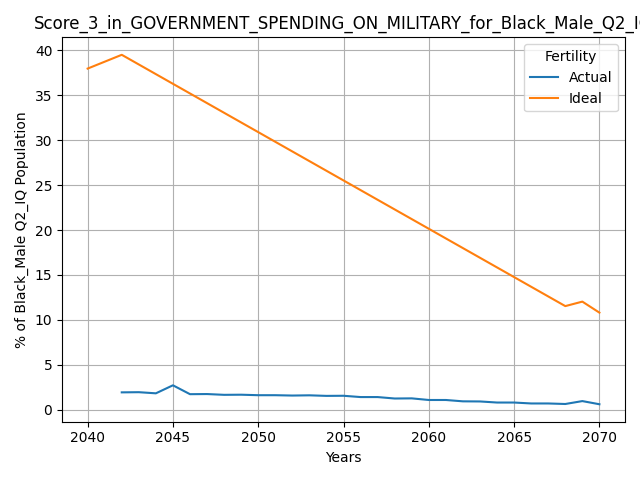 Score_3_in_GOVERNMENT_SPENDING_ON_MILITARY_for_Black_Male_Q2_I
% of Black_Male Q2_IQ Population
40
35
30
25
20
15
10
5
0
Fertility
Actual
Ideal
2040 2045 2050 2055 2060 2065 2070
Years